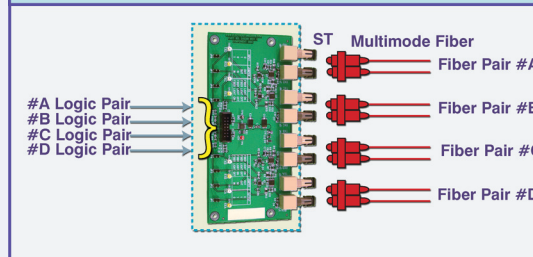 ST Multimode Fiber
Fiber Pair #A
#A Logic Pair
#B Logic Pair
#C Logic Pair
#D Logic Pair
Fiber Pair #B
Fiber Pair #C
Fiber Pair #D